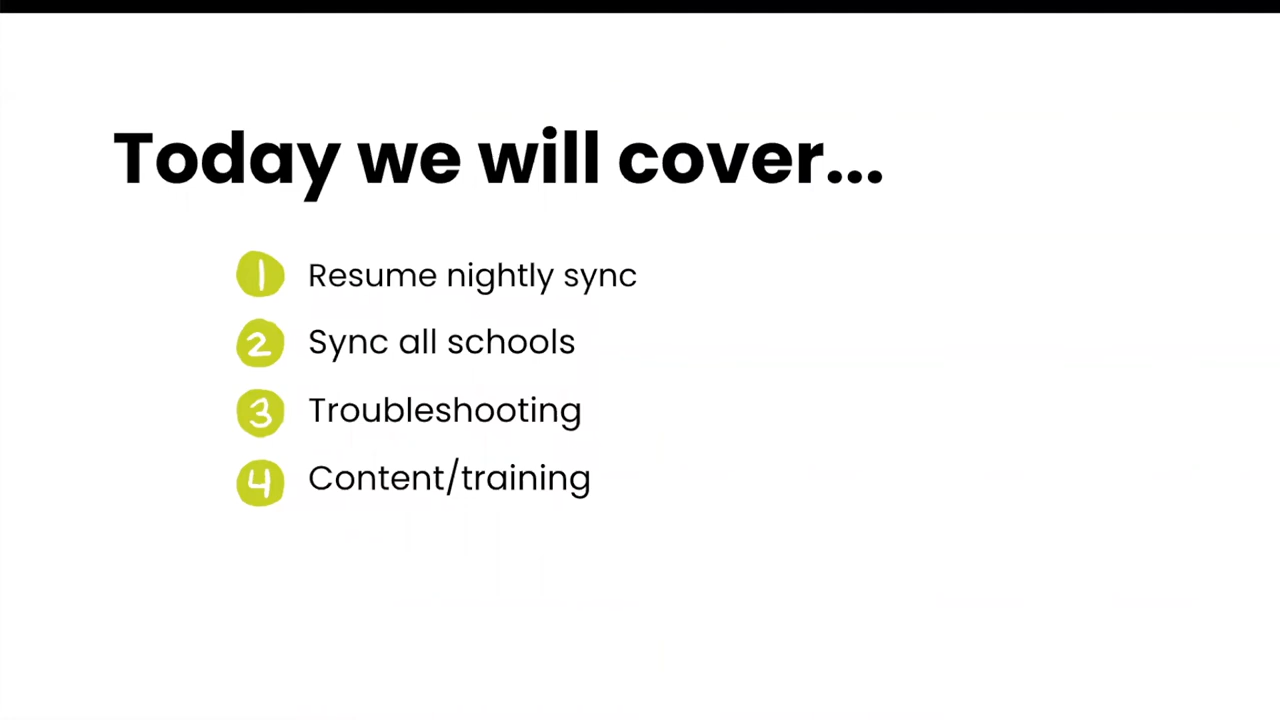 Today we will cover...
1 Resume nightly sync
2 Sync all schools
3 Troubleshooting
4 Content/training